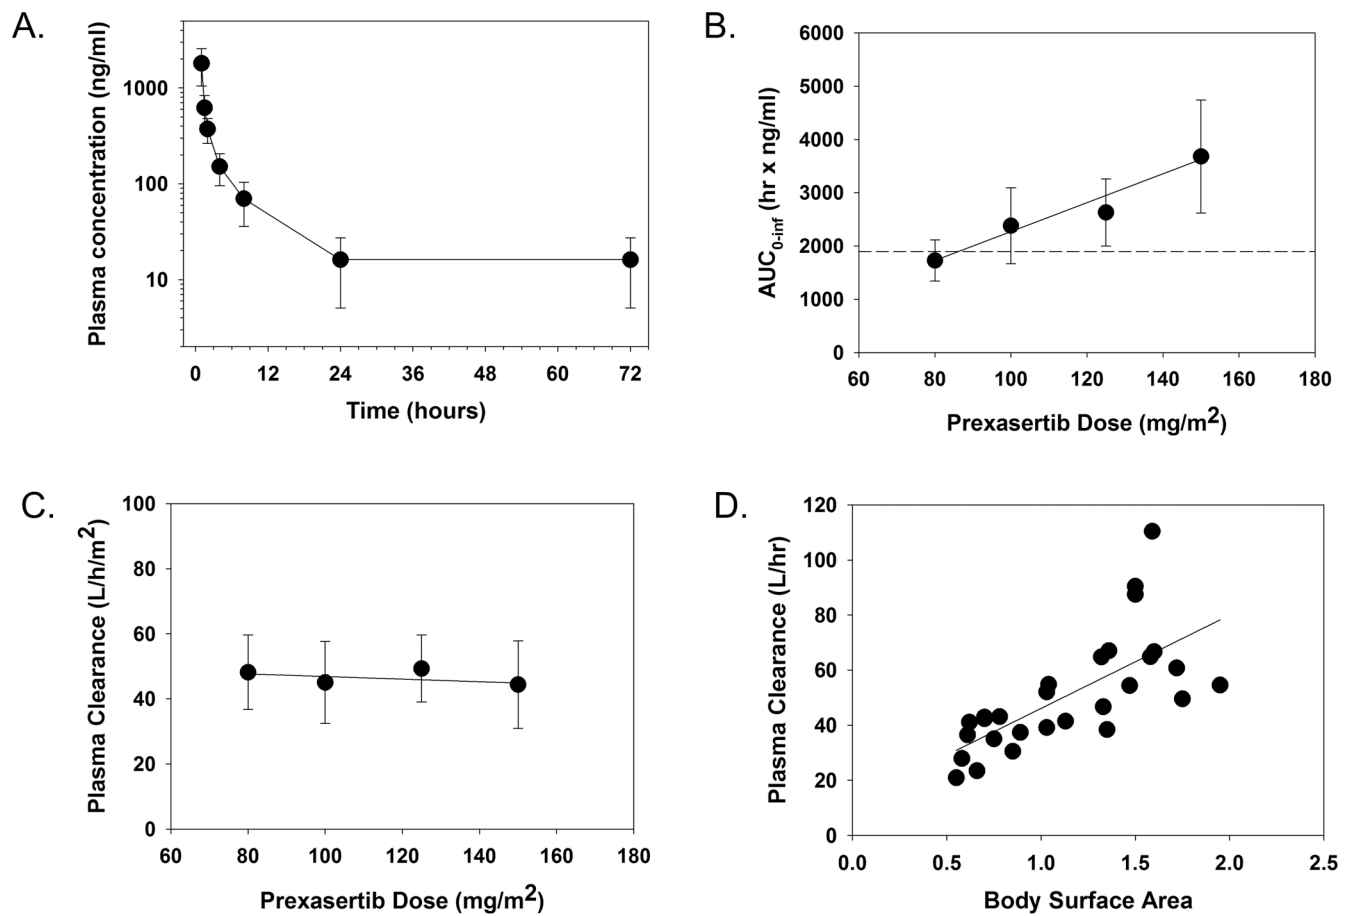 A.
Plasma concentration (ng/ml)
1000
100
10
0 12 24 36 48 60 72
Time (hours)
B.
AUC0-inf (hr x ng/ml)
6000
5000
4000
3000
2000
1000
0
60 80 100 120 140 160 180
Prexasertib Dose (mg/m2)
C.
Plasma Clearance (L/h/m2)
100
80
60
40
20
0
60 80 100 120 140 160 180
Prexasertib Dose (mg/m2)
D.
Plasma Clearance (L/hr)
120
100
80
60
40
20
0
0.0 0.5 1.0 1.5 2.0 2.5
Body Surface Area